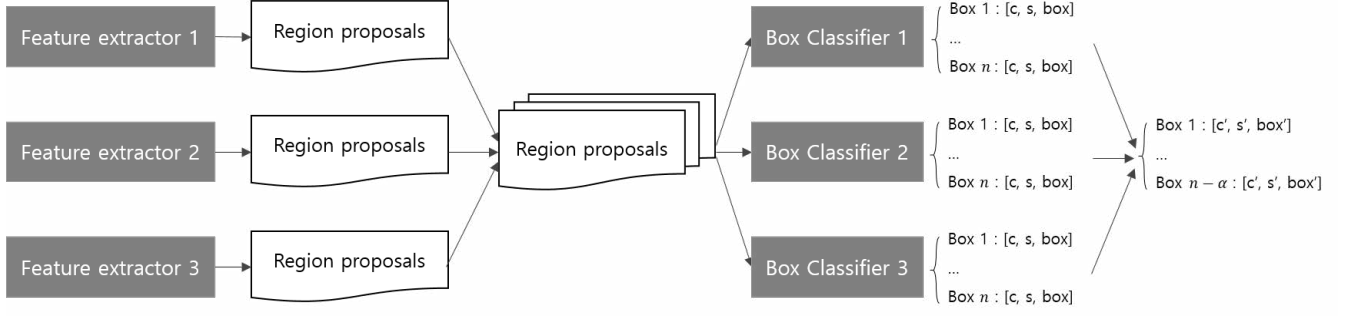 Feature extractor 1
Region proposals
Box Classifier 1
Box 1 : [c, s, box]
...
Box n : [c, s, box]
Feature extractor 2
Region proposals
Region proposals
Box Classifier 2
Box 1 : [c, s, box]
...
Box n : [c, s, box]
Box 1 : [c′, s′, box′]
...
Box n − α : [c′, s′, box′]
Feature extractor 3
Region proposals
Box Classifier 3
Box 1 : [c, s, box]
...
Box n : [c, s, box]